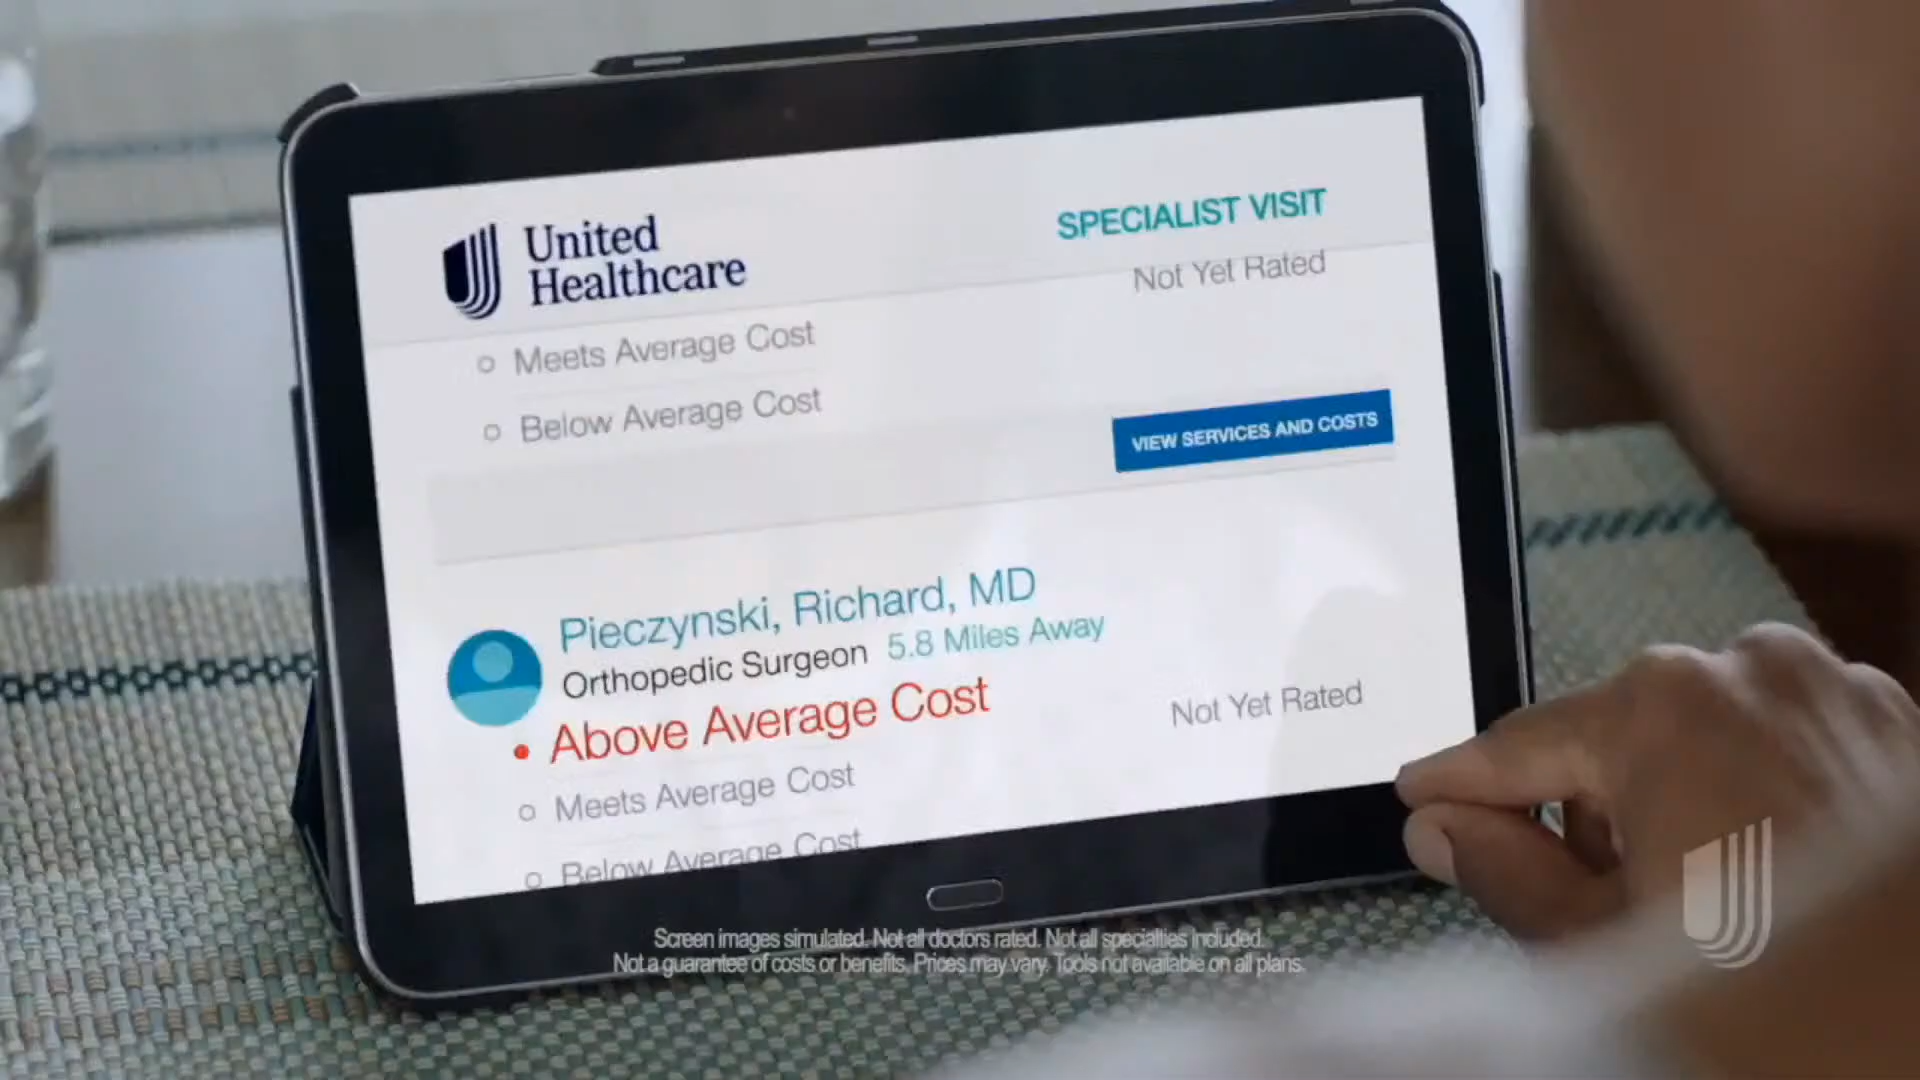 United
Healthcare
SPECIALIST VISIT
Not Yet Rated
Meets Average Cost
Below Average Cost
VIEW SERVICES AND COSTS
Pieczynski, Richard, MD
Orthopedic Surgeon 5.8 Miles Away
Above Average Cost
Not Yet Rated
Meets Average Cost
Below Average Cost
Screen images simulated. Not all doctors rated. Not all specialties included.
Not a guarantee of costs or benefits. Prices may vary. Tools not available on all plans.